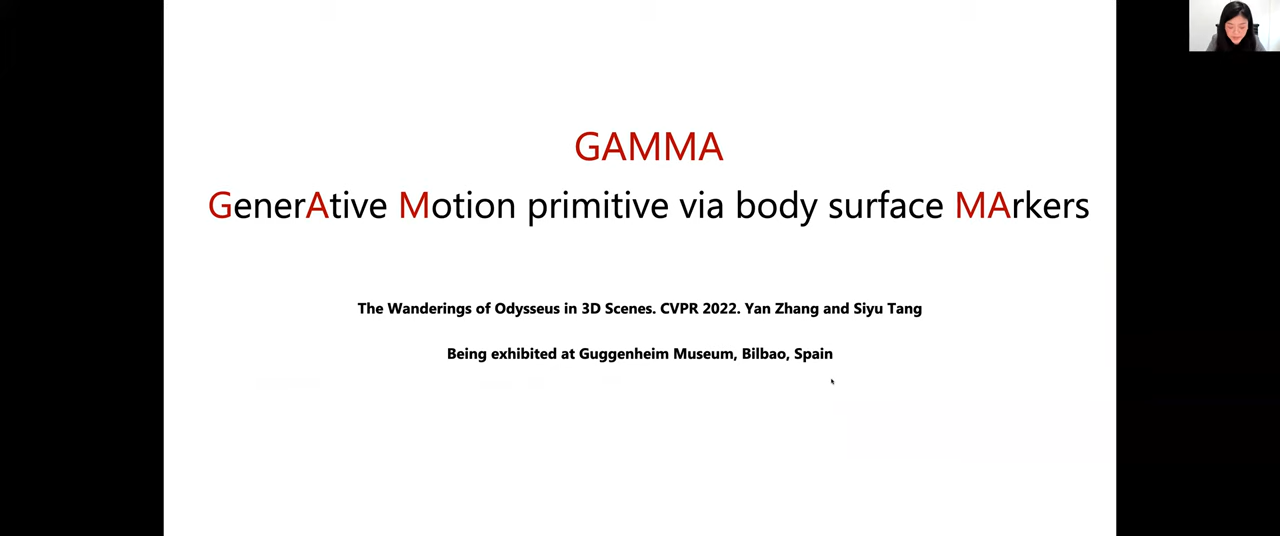 GAMMA
GenerAtive Motion primitive via body surface MArkers
The Wanderings of Odysseus in 3D Scenes. CVPR 2022. Yan Zhang and Siyu Tang
Being exhibited at Guggenheim Museum, Bilbao, Spain